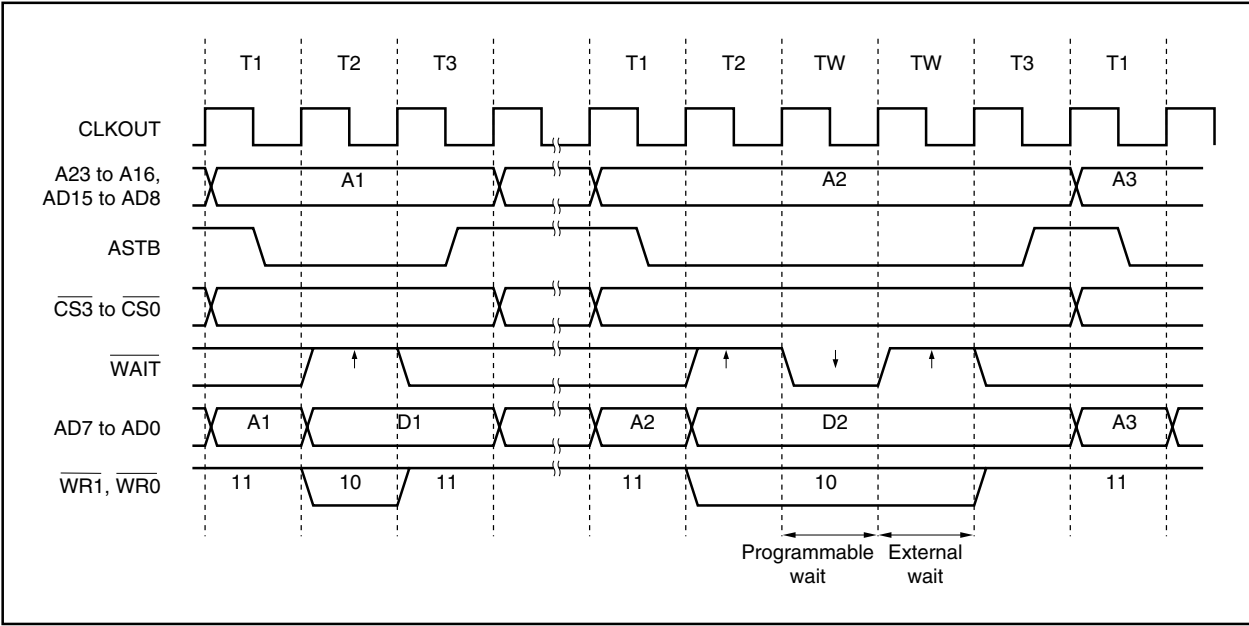 T1 T2 T3 T1 T2 TW TW T3 T1
CLKOUT
A23 to A16,
AD15 to AD8
A1 A2 A3
ASTB
CS3 to CS0
WAIT
AD7 to AD0 A1 D1 A2 D2 A3
WR1, WR0 11 10 11 11 10 11
Programmable
wait
External
wait